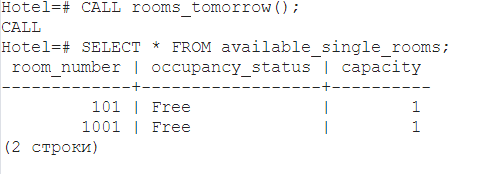 Hotel=# CALL rooms_tomorrow();
CALL
Hotel=# SELECT * FROM available_single_rooms;
 room_number | occupancy_status | capacity
-------------+------------------+----------
         101 | Free             |        1
        1001 | Free             |        1
(2 строки)